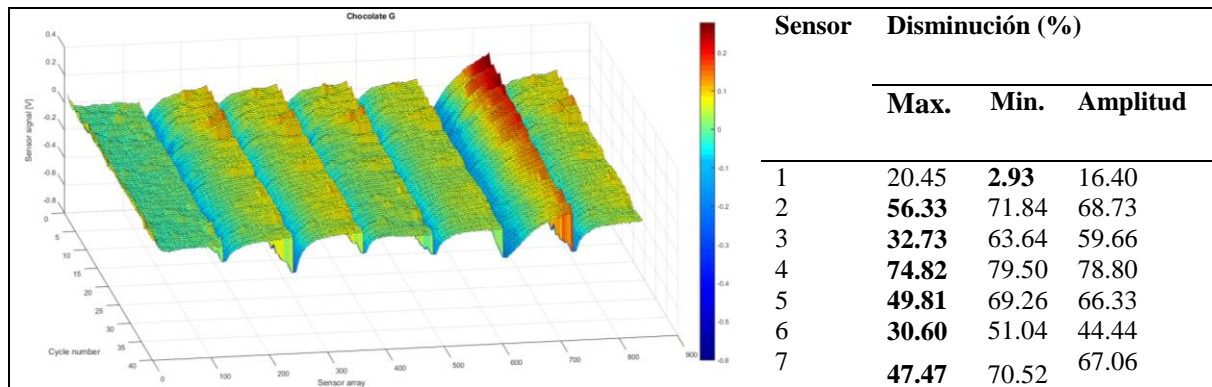 Chocolate G
0.4
0.2
0
-0.2
-0.4
-0.6
-0.8
Sensor signal [V]
0
5
10
15
20
25
30
35
40
Cycle number
0
100
200
300
400
500
600
700
800
900
Sensor array
0.2
0.1
0
-0.1
-0.2
-0.3
-0.4
-0.5
-0.6
Sensor Disminución (%)
Max. Min. Amplitud
1 20.45 2.93 16.40
2 56.33 71.84 68.73
3 32.73 63.64 59.66
4 74.82 79.50 78.80
5 49.81 69.26 66.33
6 30.60 51.04 44.44
7 47.47 70.52 67.06